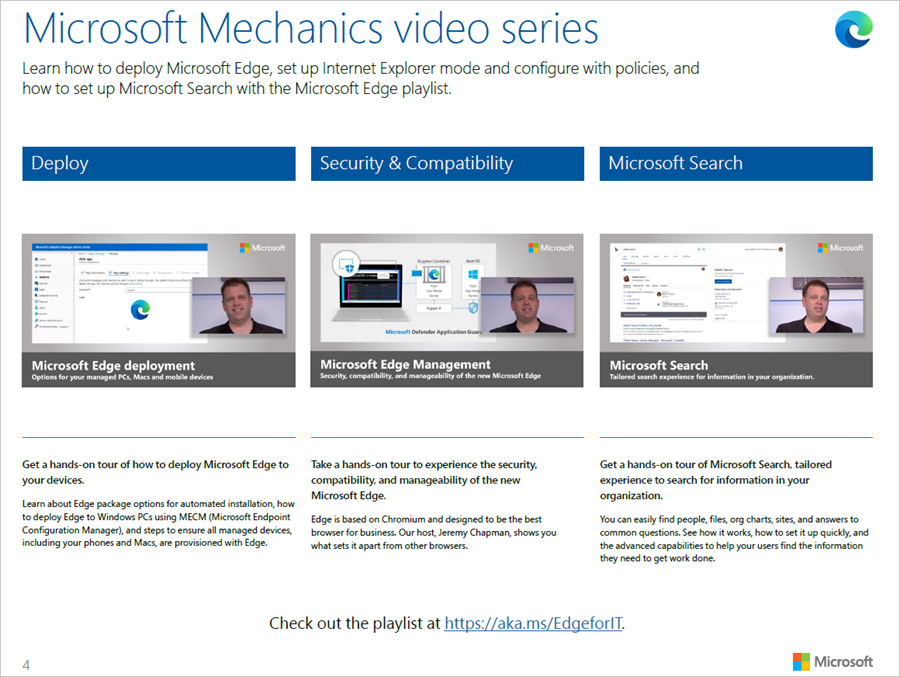 Microsoft Mechanics video series
Learn how to deploy Microsoft Edge, set up Internet Explorer mode and configure with policies, and
how to set up Microsoft Search with the Microsoft Edge playlist.
Deploy
Security & Compatibility
Microsoft Search
Microsoft
Microsoft Edge deployment
Options for your managed PCs, Macs and mobile devices
Microsoft
Kryption Container
Host OS
Microsoft Defender Application Guar
Microsoft Edge Management
Security, compatibility, and manageability of the new Microsoft Edge
Microsoft
Microsoft Search
Tailored search experience for information in your organization.
Get a hands-on tour of how to deploy Microsoft Edge to
your devices.
Learn about Edge package options for automated installation, how
to deploy Edge to Windows PCs using MECM (Microsoft Endpoint
Configuration Manager), and steps to ensure all managed devices,
including your phones and Macs, are provisioned with Edge.
Take a hands-on tour to experience the security,
compatibility, and manageability of the new
Microsoft Edge.
Edge is based on Chromium and designed to be the best
browser for business. Our host, Jeremy Chapman, shows you
what sets it apart from other browsers.
Get a hands-on tour of Microsoft Search, tailored
experience to search for information in your
organization.
You can easily find people, files, org charts, sites, and answers to
common questions. See how it works, how to set it up quickly, and
the advanced capabilities to help your users find the information
they need to get work done.
Check out the playlist at https://aka.ms/EdgeforIT.
4
Microsoft